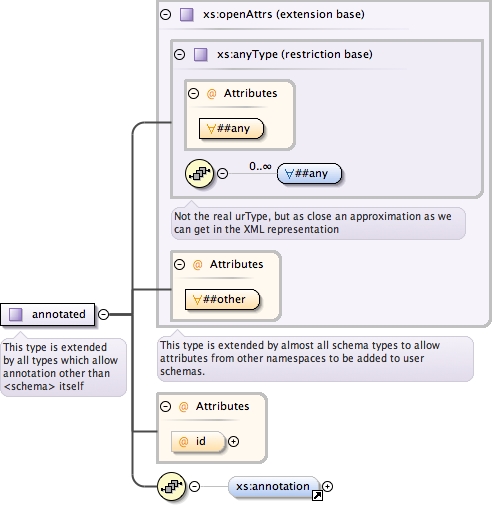 xs:openAttrs (extension base)
xs:anyType (restriction base)
@ Attributes
∀##any
0..∞
∀##any
Not the real urType, but as close an approximation as we
can get in the XML representation
@ Attributes
∀##other
annotated
This type is extended
by all types which allow
annotation other than
<schema> itself
This type is extended by almost all schema types to allow
attributes from other namespaces to be added to user
schemas.
@ Attributes
@ id
xs:annotation